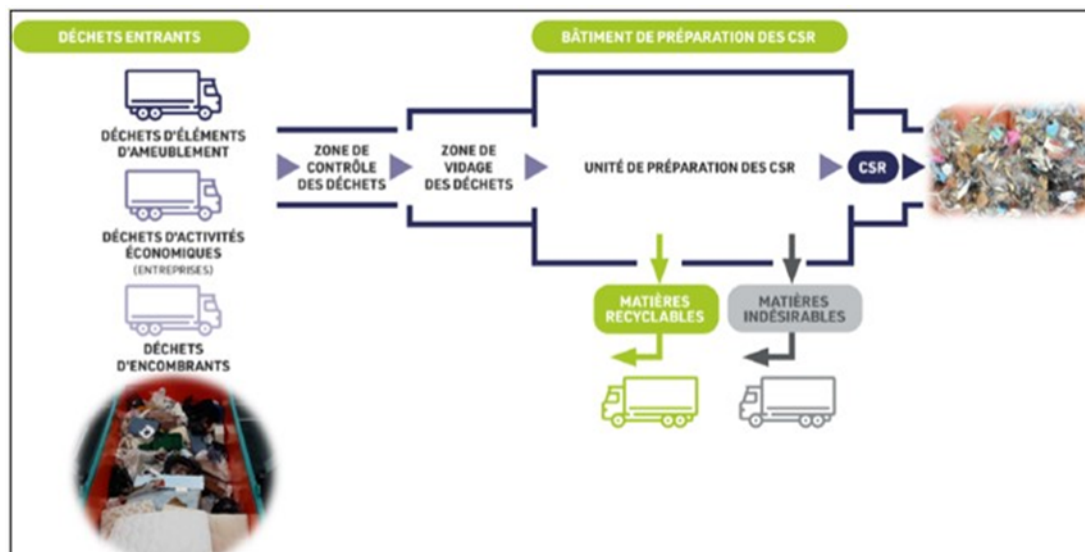 DÉCHETS ENTRANTS
DÉCHETS D'ÉLÉMENTS
D'AMEUBLEMENT
DÉCHETS D'ACTIVITÉS
ÉCONOMIQUES
(ENTREPRISES)
DÉCHETS
D'ENCOMBRANTS
BÂTIMENT DE PRÉPARATION DES CSR
ZONE DE
CONTRÔLE
DES DÉCHETS
ZONE DE
VIDAGE
DES DÉCHETS
UNITÉ DE PRÉPARATION DES CSR
CSR
MATIÈRES
RECYCLABLES
MATIÈRES
INDÉSIRABLES